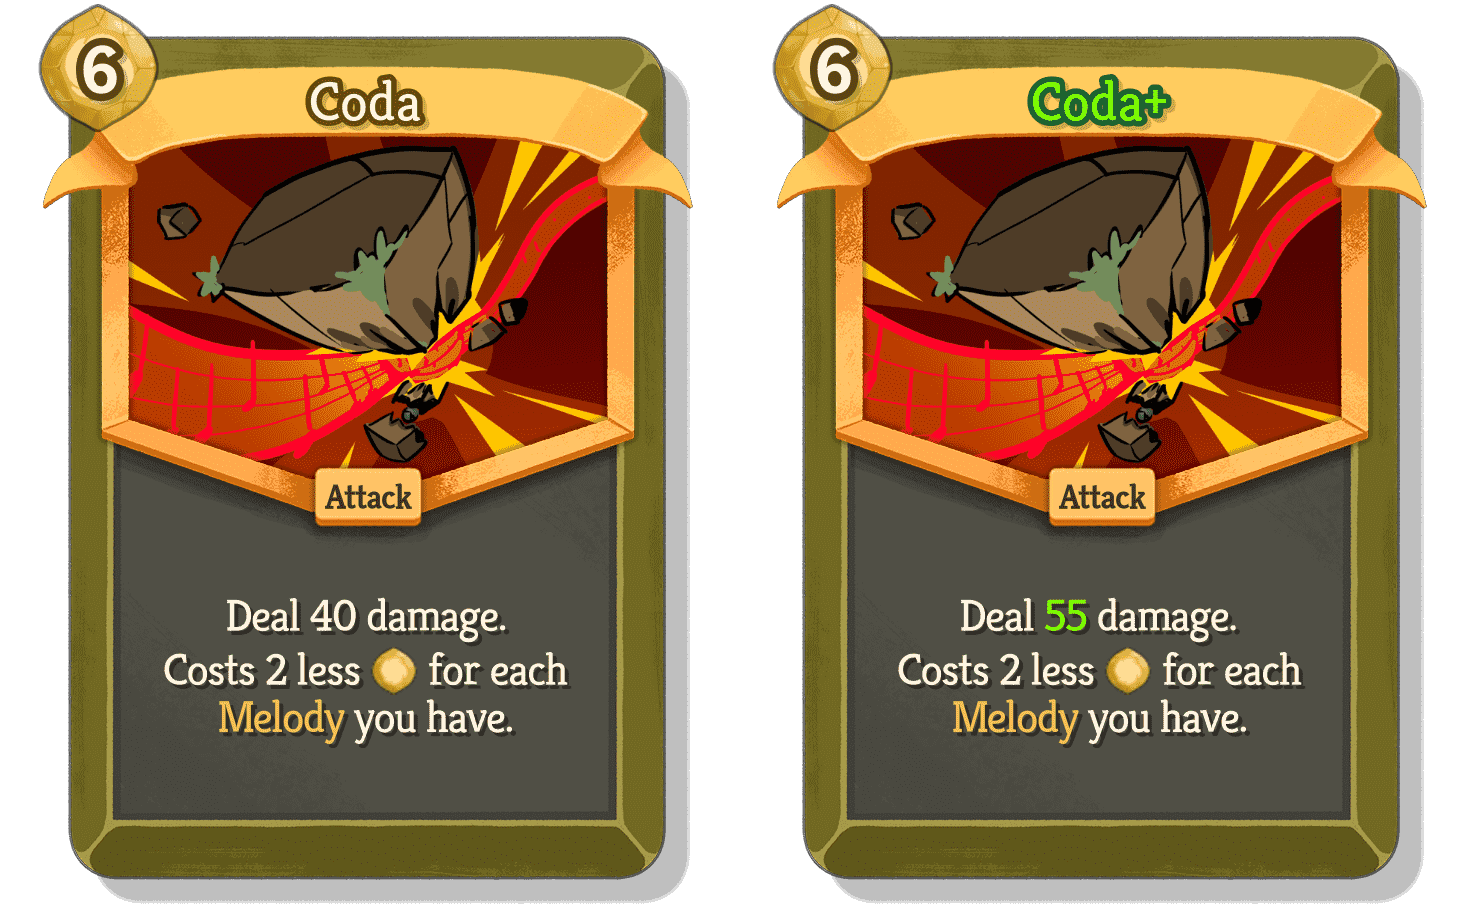 6
Coda
Attack
Deal 40 damage.
Costs 2 less for each
Melody you have.
6
Coda+
Attack
Deal 55 damage.
Costs 2 less for each
Melody you have.